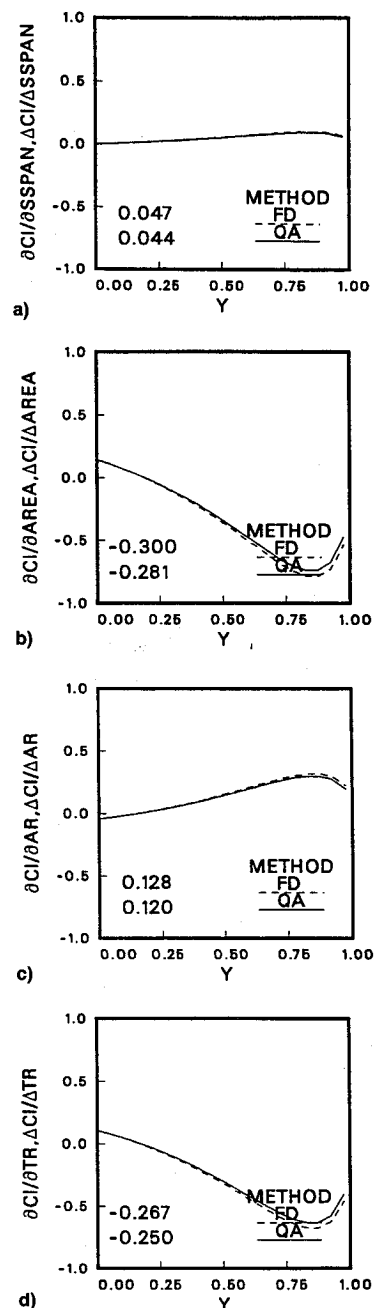 1.0
0.5
0.0
-0.5
-1.0
∂Cl/∂SSPAN,ΔCl/ΔSSPAN
0.047
0.044
METHOD
FD
QA
0.00 0.25 0.50 0.75 1.00
Y
a)
1.0
0.5
0.0
-0.5
-1.0
∂Cl/∂AREA,ΔCl/ΔAREA
-0.300
-0.281
METHOD
FD
QA
0.00 0.25 0.50 0.75 1.00
Y
b)
1.0
0.5
0.0
-0.5
-1.0
∂Cl/∂AR,ΔCl/ΔAR
0.128
0.120
METHOD
FD
QA
0.00 0.25 0.50 0.75 1.00
Y
c)
1.0
0.5
0.0
-0.5
-1.0
∂Cl/∂TR,ΔCl/ΔTR
-0.267
-0.250
METHOD
FD
QA
0.00 0.25 0.50 0.75 1.00
Y
d)